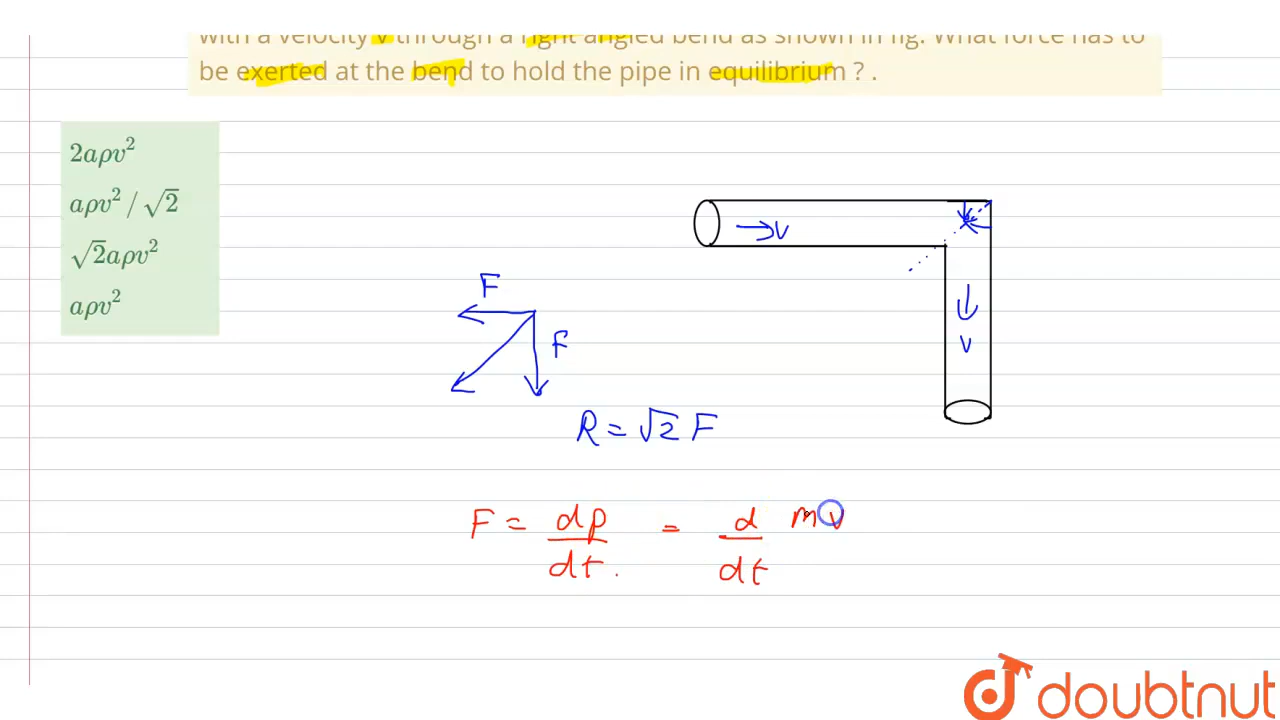 with a velocity v through a right angled bend as shown in fig. What force has to
be exerted at the bend to hold the pipe in equilibrium ? .
2aρv²
aρv² / √2
√2aρv²
aρv²
→v
F
F
v
R = √2 F
F = dp/dt. = d/dt mv
doubtnut